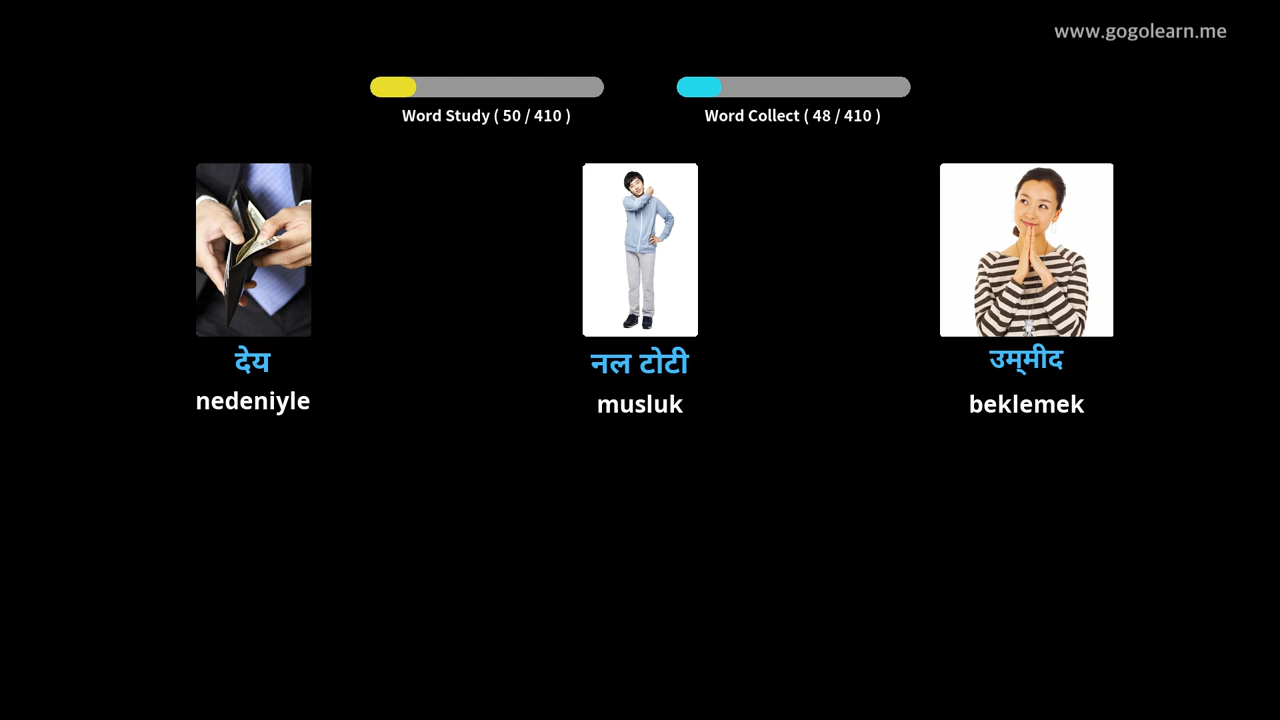 www.gogolearn.me
Word Study ( 50 / 410 )
Word Collect ( 48 / 410 )
देय
नल टोटी
उम्‌मीद
nedeniyle
musluk
beklemek